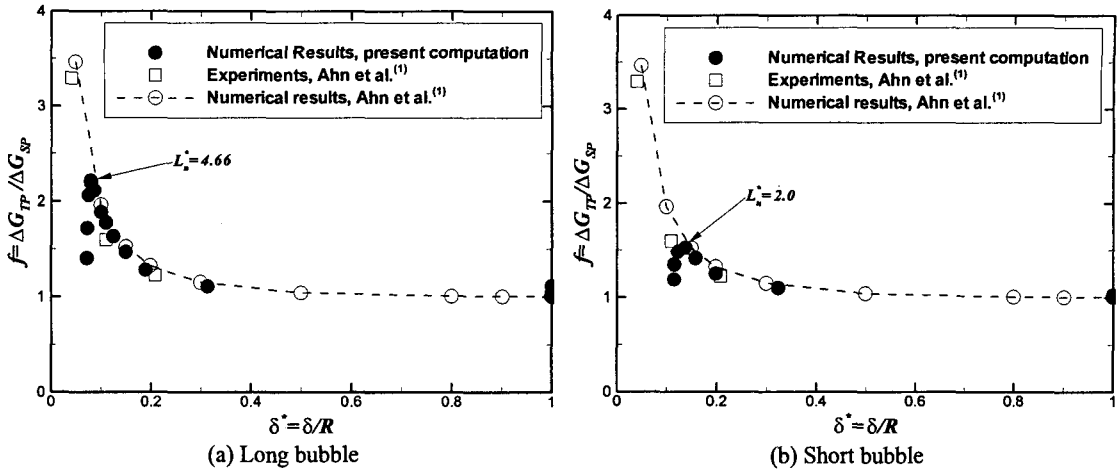 4
3
2
1
0
f=ΔG_TP/ΔG_SP
Numerical Results, present computation
Experiments, Ahn et al.(1)
Numerical results, Ahn et al.(1)
L_n*=4.66
0 0.2 0.4 0.6 0.8 1
δ*=δ/R
(a) Long bubble
4
3
2
1
0
f=ΔG_TP/ΔG_SP
Numerical Results, present computation
Experiments, Ahn et al.(1)
Numerical results, Ahn et al.(1)
L_n*=2.0
0 0.2 0.4 0.6 0.8 1
δ*=δ/R
(b) Short bubble